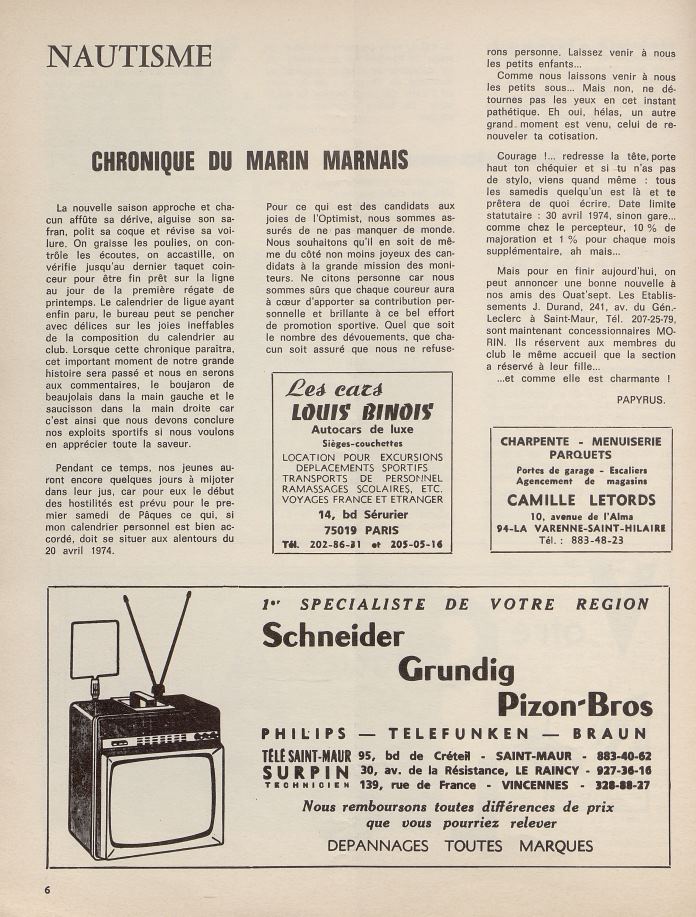 NAUTISME
CHRONIQUE DU MARIN MARNAIS
La nouvelle saison approche et cha-
cun affûte sa dérive, aiguise son sa-
fran, polit sa coque et révise sa voi-
lure. On graisse les poulies, on con-
trôle les écoutes, on accastille, on
vérifie jusqu'au dernier taquet coin-
ceur pour être fin prêt sur la ligne
au jour de la première régate de
printemps. Le calendrier de ligue ayant
enfin paru, le bureau peut se pencher
avec délices sur les joies ineffables
de la composition du calendrier au
club. Lorsque cette chronique paraîtra,
cet important moment de notre grande
histoire sera passé et nous en serons
aux commentaires, le boujaron de
beaujolais dans la main gauche et le
saucisson dans la main droite car
c'est ainsi que nous devons conclure
nos exploits sportifs si nous voulons
en apprécier toute la saveur.
Pendant ce temps, nos jeunes au-
ront encore quelques jours à mijoter
dans leur jus, car pour eux le début
des hostilités est prévu pour le pre-
mier samedi de Pâques ce qui, si
mon calendrier personnel est bien ac-
cordé, doit se situer aux alentours du
20 avril 1974.
Pour ce qui est des candidats aux
joies de l'Optimist, nous sommes as-
surés de ne pas manquer de monde.
Nous souhaitons qu'il en soit de mê-
me du côté non moins joyeux des can-
didats à la grande mission des moni-
teurs. Ne citons personne car nous
sommes sûrs que chaque coureur aura
à cœur d'apporter sa contribution per-
sonnelle et brillante à ce bel effort
de promotion sportive. Quel que soit
le nombre des dévouements, que cha-
cun soit assuré que nous ne refuse-
rons personne. Laissez venir à nous
les petits enfants...
Comme nous laissons venir à nous
les petits sous... Mais non, ne dé-
tournes pas les yeux en cet instant
pathétique. Eh oui, hélas, un autre
grand moment est venu, celui de re-
nouveler ta cotisation.
Courage !... redresse la tête, porte
haut ton chéquier et si tu n'as pas
de stylo, viens quand même : tous
les samedis quelqu'un est là et te
prêtera de quoi écrire. Date limite
statutaire : 30 avril 1974, sinon gare...
comme chez le percepteur, 10 % de
majoration et 1 % pour chaque mois
supplémentaire, ah mais...
Mais pour en finir aujourd'hui, on
peut annoncer une bonne nouvelle à
nos amis des Quat'sept. Les Etablis-
sements J. Durand, 241, av. du Gén.-
Leclerc à Saint-Maur, Tél. 207-25-79,
sont maintenant concessionnaires MO-
RIN. Ils réservent aux membres du
club le même accueil que la section
a réservé à leur fille...
...et comme elle est charmante !
PAPYRUS.
Les cars
LOUIS BINOIS
Autocars de luxe
Sièges-couchettes
LOCATION POUR EXCURSIONS
DEPLACEMENTS SPORTIFS
TRANSPORTS DE PERSONNEL
RAMASSAGES SCOLAIRES, ETC.
VOYAGES FRANCE ET ETRANGER
14, bd Sérurier
75019 PARIS
Tél. 202-86-31 et 205-05-16
CHARPENTE - MENUISERIE
PARQUETS
Portes de garage - Escaliers
Agencement de magasins
CAMILLE LETORDS
10, avenue de l'Alma
94-LA VARENNE-SAINT-HILAIRE
Tél. : 883-48-23
1er SPECIALISTE DE VOTRE REGION
Schneider
Grundig
Pizon-Bros
PHILIPS — TELEFUNKEN — BRAUN
TÉLÉ SAINT-MAUR 95, bd de Créteil - SAINT-MAUR - 883-40-62
SURPIN 30, av. de la Résistance, LE RAINCY - 927-36-16
TECHNICIEN 139, rue de France - VINCENNES - 328-88-27
Nous remboursons toutes différences de prix
que vous pourriez relever
DEPANNAGES TOUTES MARQUES
6